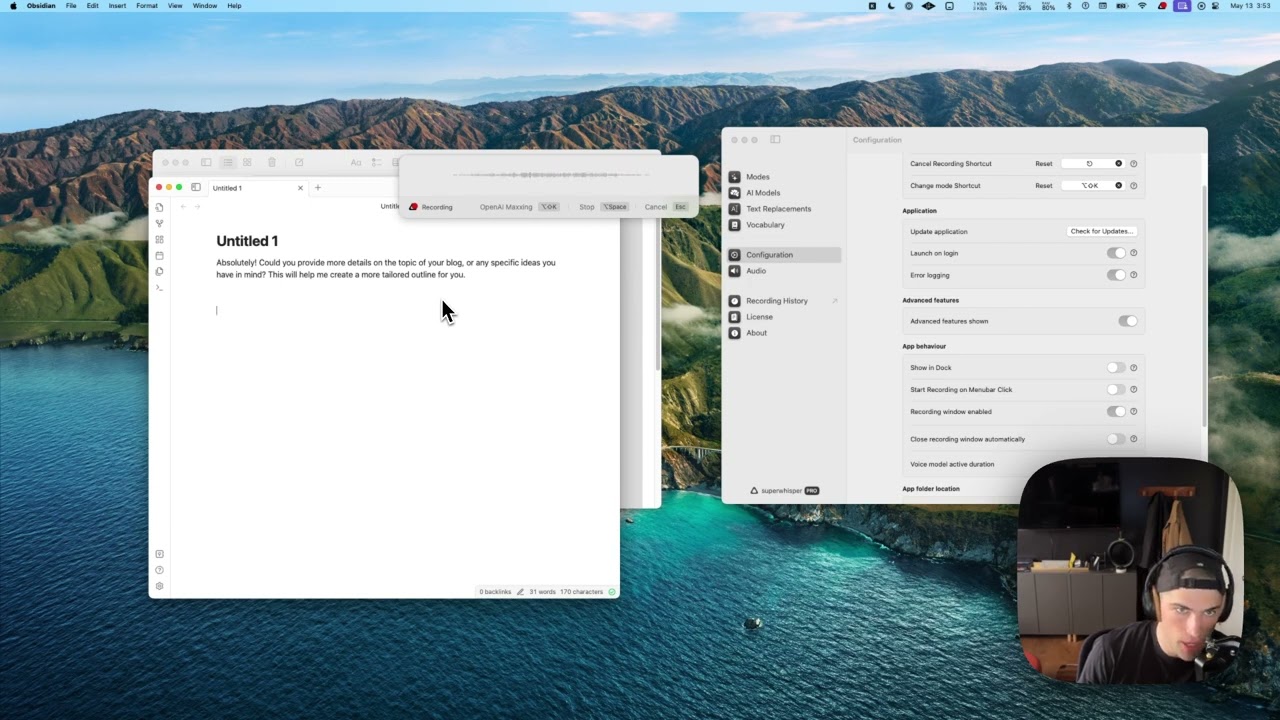 Obsidian File Edit Insert Format View Window Help
41% 26% 80% May 13 3:53
Aa
Untitled 1
Recording OpenAI Maxxing ⌥⇧K Stop ⌥Space Cancel Esc
Untitle
Untitled 1
Absolutely! Could you provide more details on the topic of your blog, or any specific ideas you
have in mind? This will help me create a more tailored outline for you.
0 backlinks 31 words 170 characters
Configuration
Modes
AI Models
Text Replacements
Vocabulary
Configuration
Audio
Recording History
License
About
superwhisper PRO
Cancel Recording Shortcut Reset
Change mode Shortcut Reset ⌥⇧K
Application
Update application Check for Updates...
Launch on login
Error logging
Advanced features
Advanced features shown
App behaviour
Show in Dock
Start Recording on Menubar Click
Recording window enabled
Close recording window automatically
Voice model active duration
App folder location